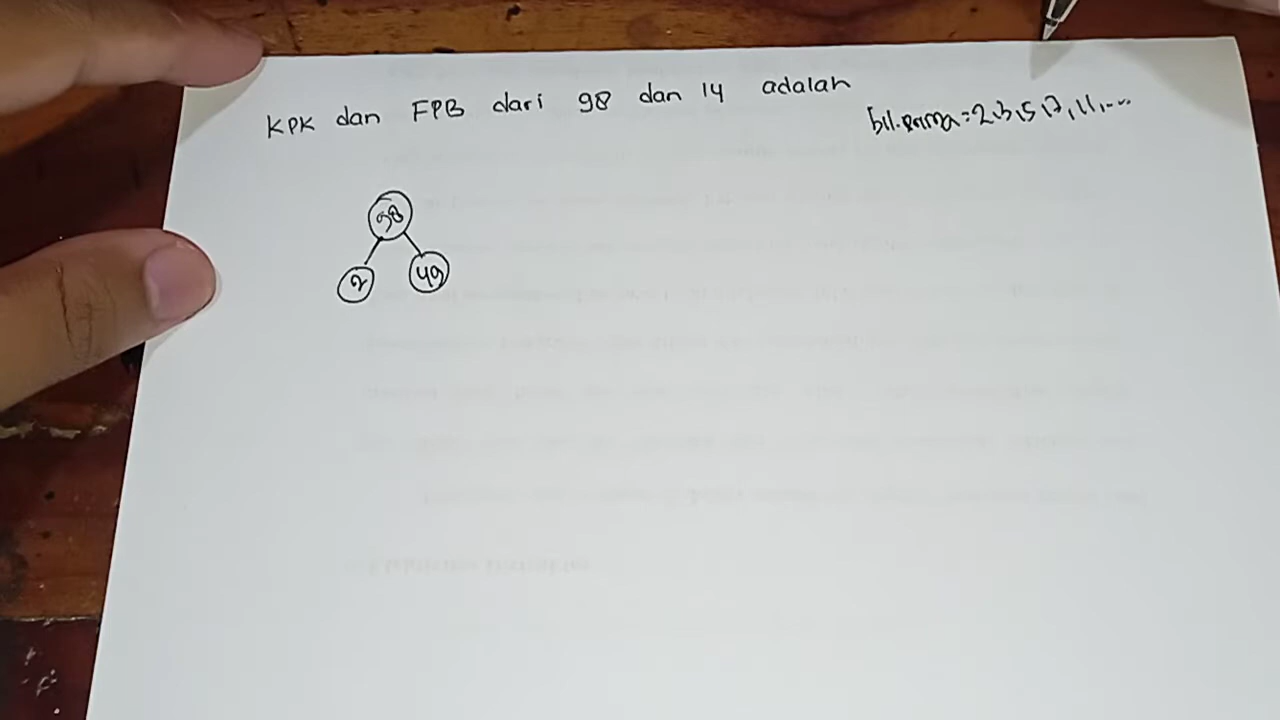 KPK dan FPB dari 98 dan 14 adalah
bil.prima=2,3,5,7,11,...
98
2 49